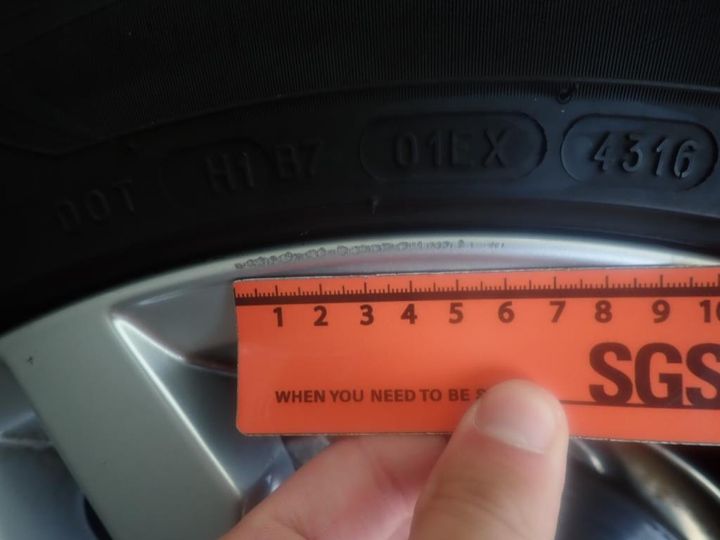 DOT H1 B7 01EX 4316
1 2 3 4 5 6 7 8 9 10
SGS
WHEN YOU NEED TO BE